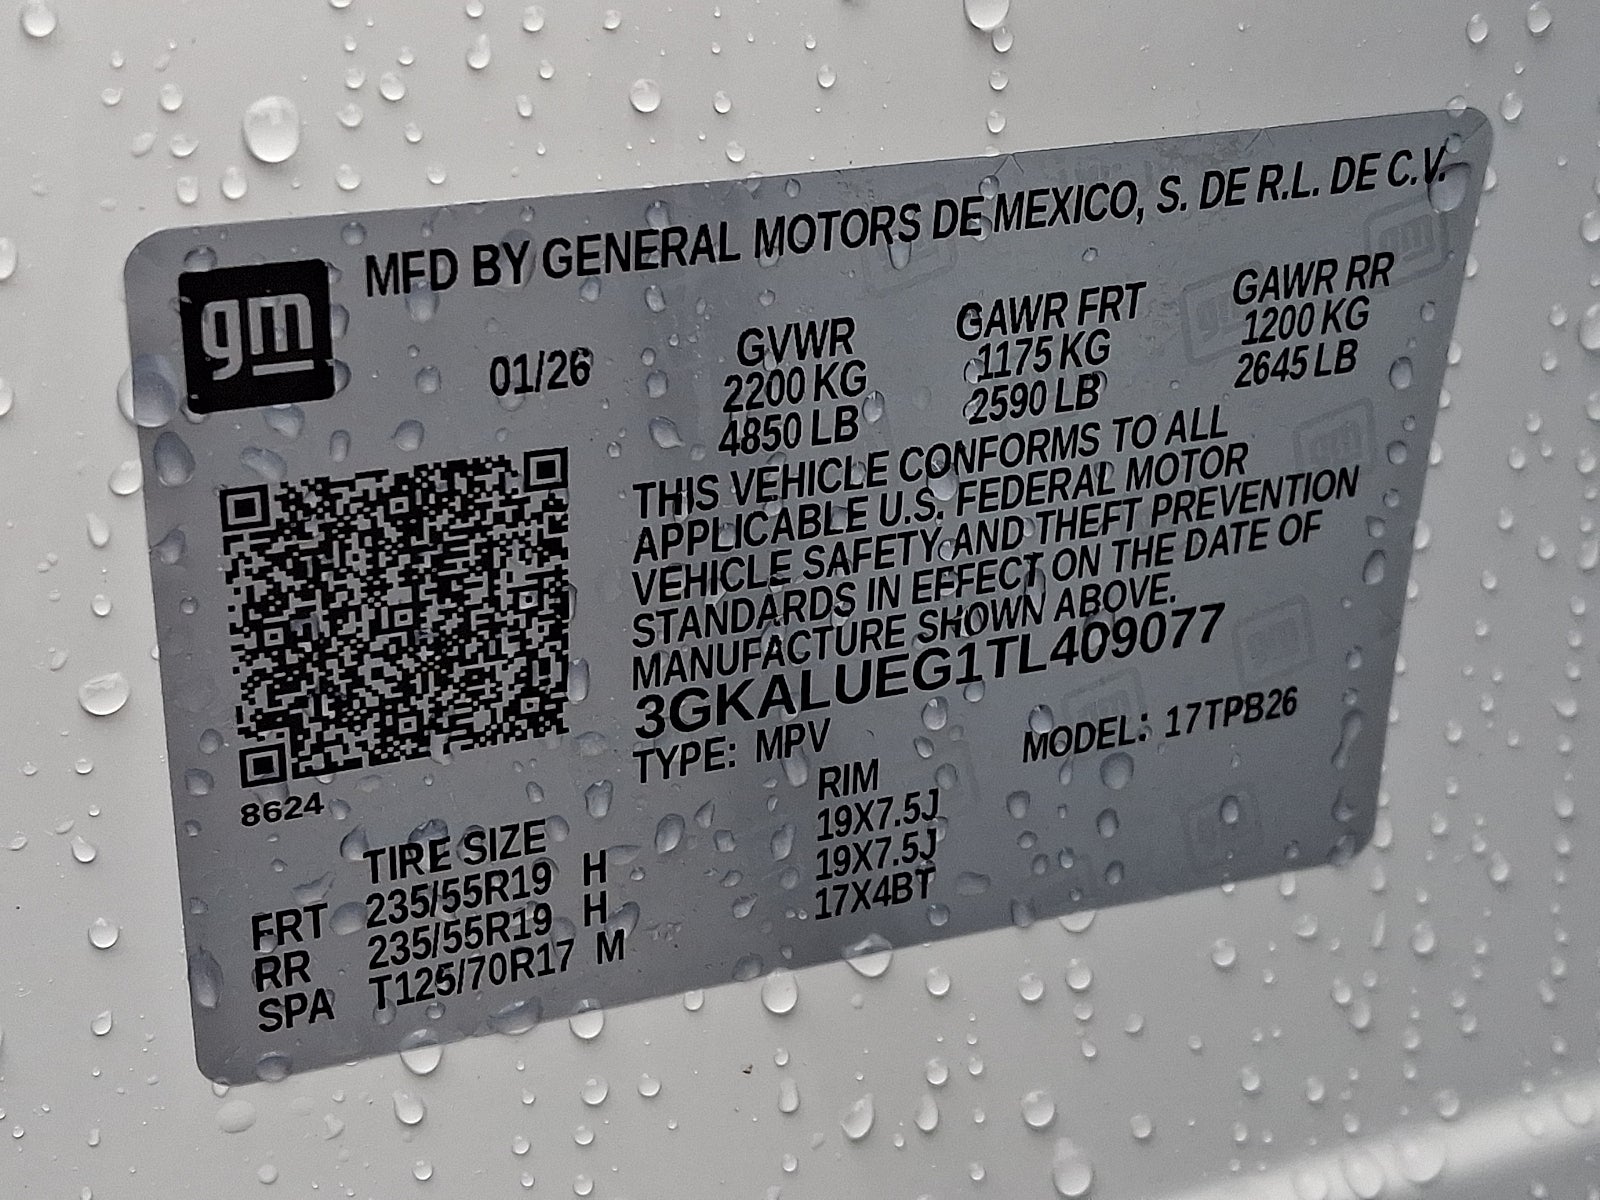 MFD BY GENERAL MOTORS DE MEXICO, S. DE R.L. DE C.V.
gm
01/26
GVWR GAWR FRT GAWR RR
2200 KG 1175 KG 1200 KG
4850 LB 2590 LB 2645 LB
THIS VEHICLE CONFORMS TO ALL
APPLICABLE U.S. FEDERAL MOTOR
VEHICLE SAFETY AND THEFT PREVENTION
STANDARDS IN EFFECT ON THE DATE OF
MANUFACTURE SHOWN ABOVE.
3GKALUEG1TL409077
TYPE: MPV MODEL: 17TPB26
8624
TIRE SIZE RIM
FRT 235/55R19 H 19X7.5J
RR 235/55R19 H 19X7.5J
SPA T125/70R17 M 17X4BT